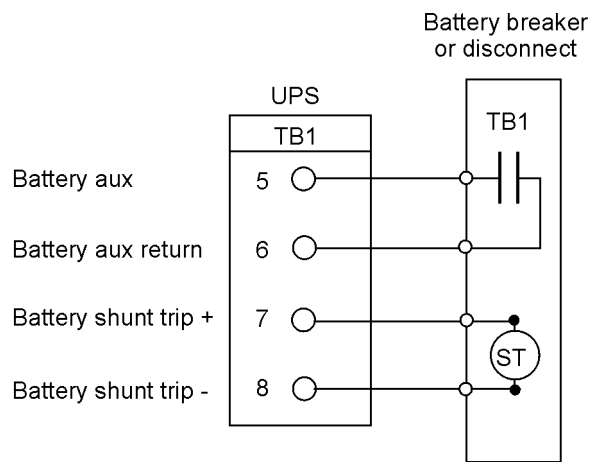 Battery breaker
or disconnect
UPS
TB1
TB1
Battery aux
5
Battery aux return
6
Battery shunt trip +
7
ST
Battery shunt trip -
8